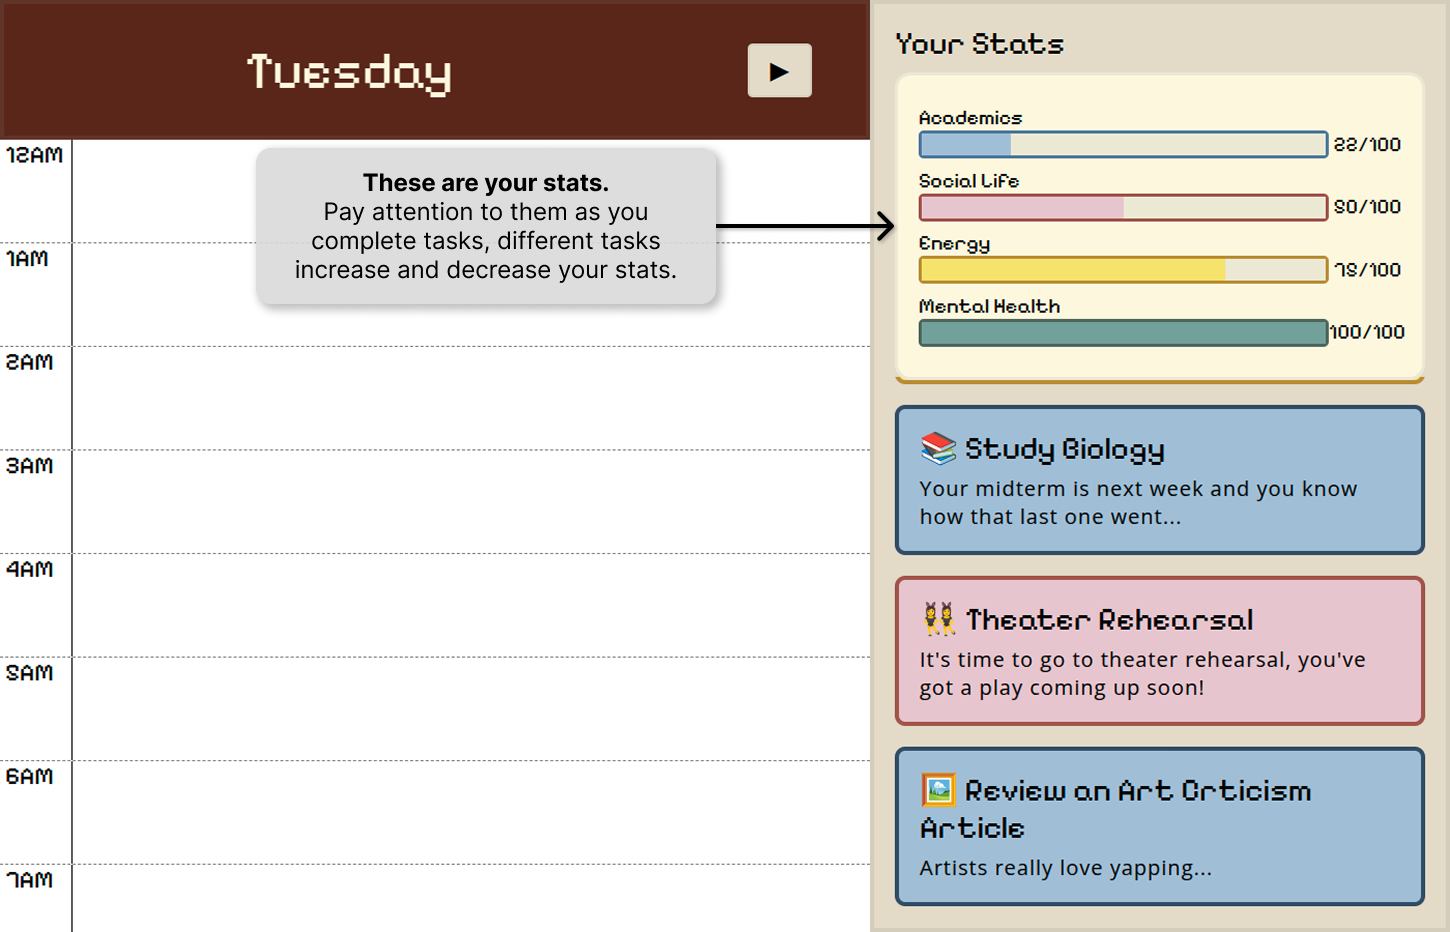 Tuesday
▶
12AM
1AM
2AM
3AM
4AM
5AM
6AM
7AM
These are your stats.
Pay attention to them as you
complete tasks, different tasks
increase and decrease your stats.
Your Stats
Academics
22/100
Social Life
50/100
Energy
75/100
Mental Health
100/100
Study Biology
Your midterm is next week and you know
how that last one went...
Theater Rehearsal
It's time to go to theater rehearsal, you've
got a play coming up soon!
Review an Art Crticism
Article
Artists really love yapping...